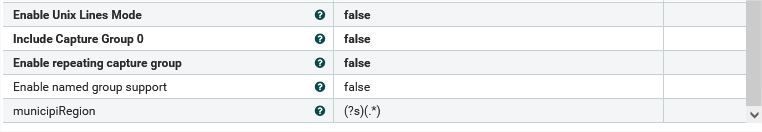 Enable Unix Lines Mode ? false
Include Capture Group 0 ? false
Enable repeating capture group ? false
Enable named group support ? false
municipiRegion ? (?s)(.*)